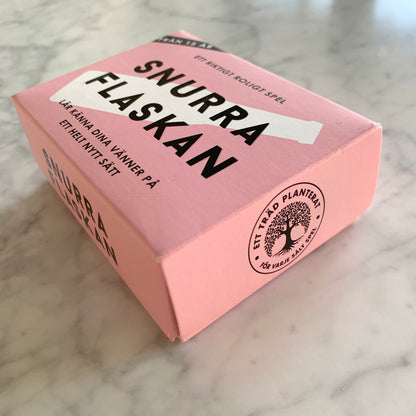 FRÅN 15 ÅR
ETT RIKTIGT ROLIGT SPEL
SNURRA
FLASKAN
LÄR KÄNNA DINA VÄNNER PÅ
ETT HELT NYTT SÄTT
SNURRA
FLASKAN
ETT TRÄD PLANTERAT
FÖR VARJE SÅLT SPEL